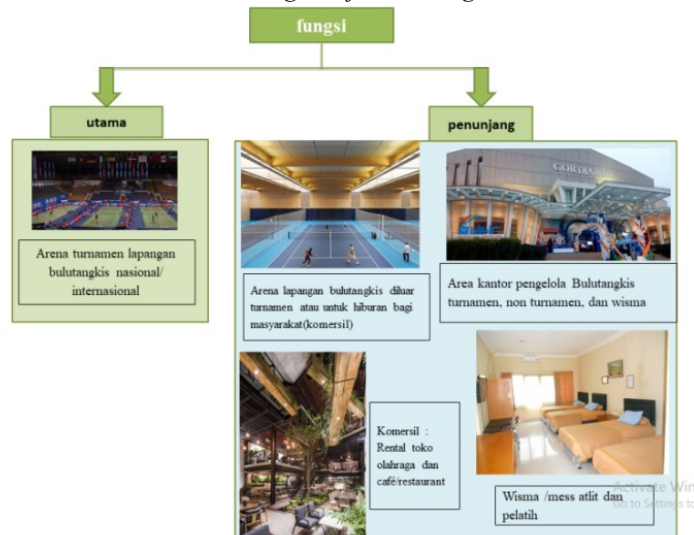 fungsi
utama
penunjang
Arena turnamen lapangan
bulutangkis nasional/
internasional
GOR DJARUM
Arena lapangan bulutangkis diluar
turnamen atau untuk hiburan bagi
masyarakat(komersil)
Area kantor pengelola Bulutangkis
turnamen, non turnamen, dan wisma
Komersil :
Rental toko
olahraga dan
café/restaurant
Wisma /mess atlit dan
pelatih
Activate Win
Go to Settings to